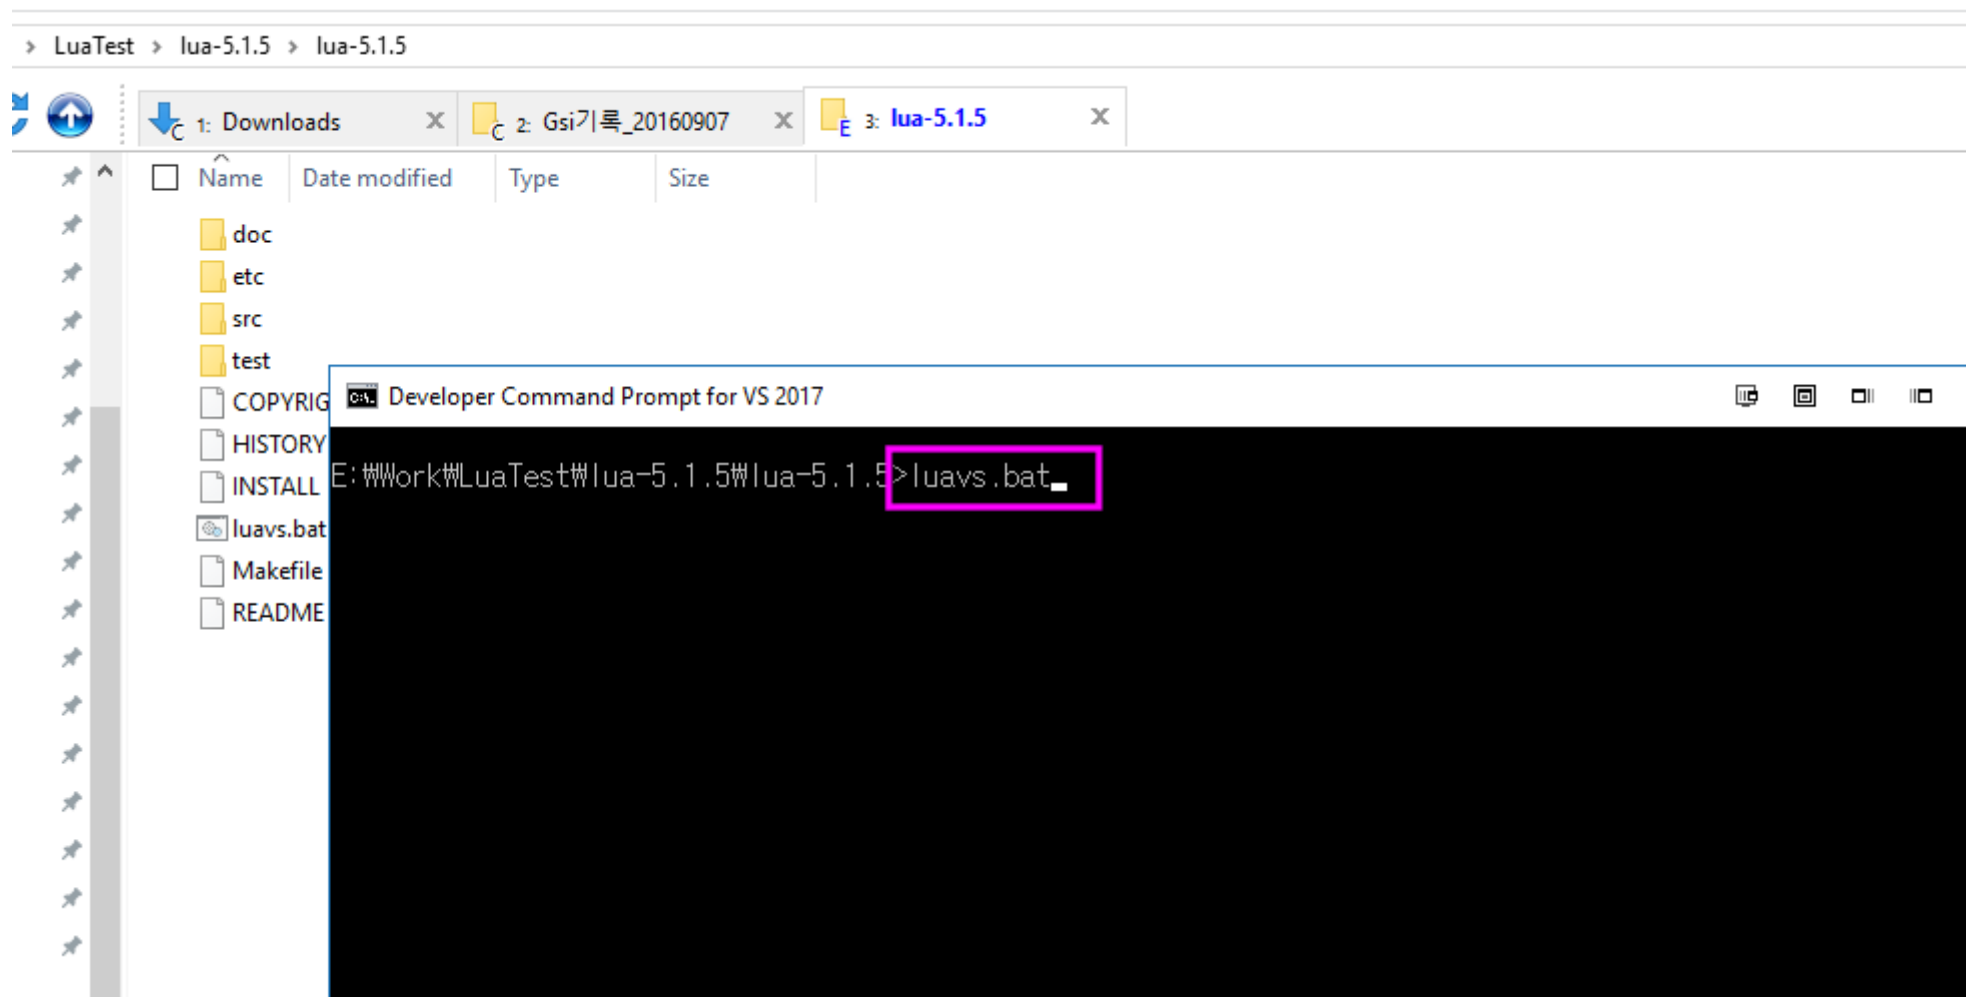 > LuaTest > lua-5.1.5 > lua-5.1.5
C 1: Downloads X C 2: Gsi기록_20160907 X E 3: lua-5.1.5 X
Name Date modified Type Size
doc
etc
src
test
COPYRIG
HISTORY
INSTALL
luavs.bat
Makefile
README
C:\. Developer Command Prompt for VS 2017
E:₩Work₩LuaTest₩lua-5.1.5₩lua-5.1.5>luavs.bat